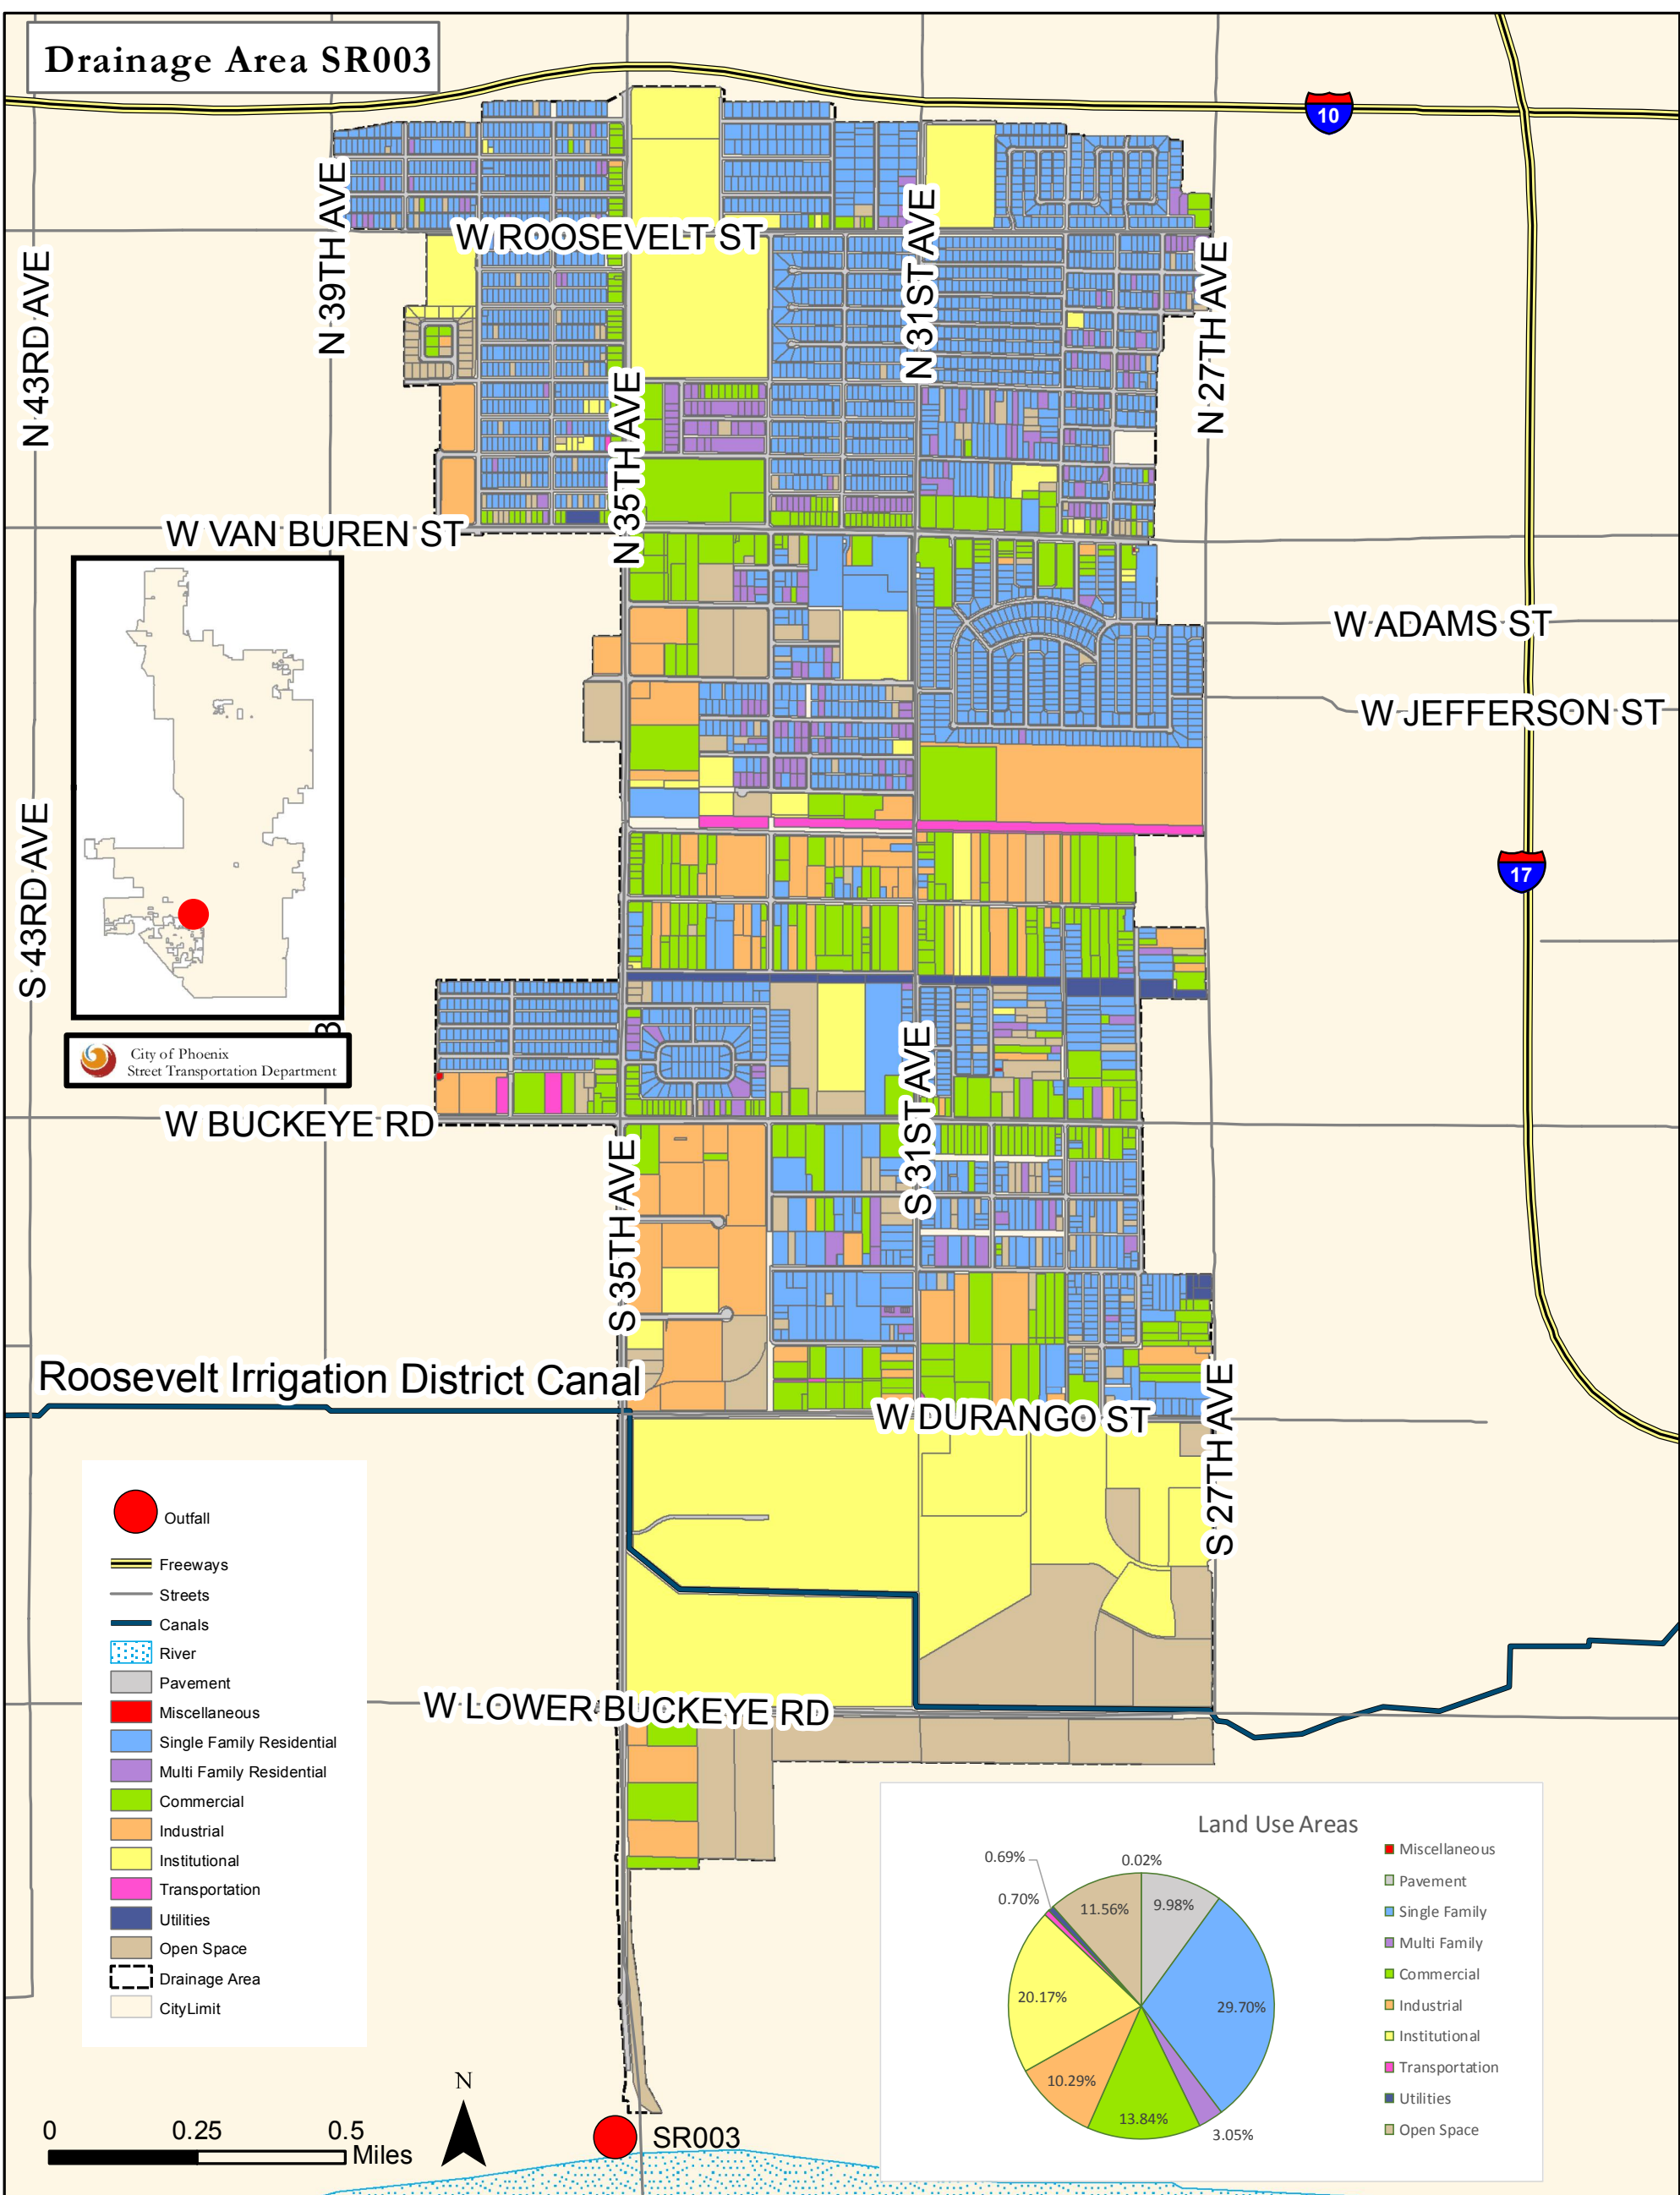 Drainage Area SR003
10
N 39TH AVE
W ROOSEVELT ST
N 31ST AVE
N 43RD AVE
N 27TH AVE
N 35TH AVE
W VAN BUREN ST
W ADAMS ST
W JEFFERSON ST
17
S 43RD AVE
City of Phoenix
Street Transportation Department
S 31ST AVE
W BUCKEYE RD
S 35TH AVE
Roosevelt Irrigation District Canal
W DURANGO ST
S 27TH AVE
W LOWER BUCKEYE RD
Outfall
Freeways
Streets
Canals
River
Pavement
Miscellaneous
Single Family Residential
Multi Family Residential
Commercial
Industrial
Institutional
Transportation
Utilities
Open Space
Drainage Area
CityLimit
Land Use Areas
0.69%
0.02%
0.70%
11.56%
9.98%
20.17%
29.70%
10.29%
13.84%
3.05%
Miscellaneous
Pavement
Single Family
Multi Family
Commercial
Industrial
Institutional
Transportation
Utilities
Open Space
N
0 0.25 0.5
Miles
SR003